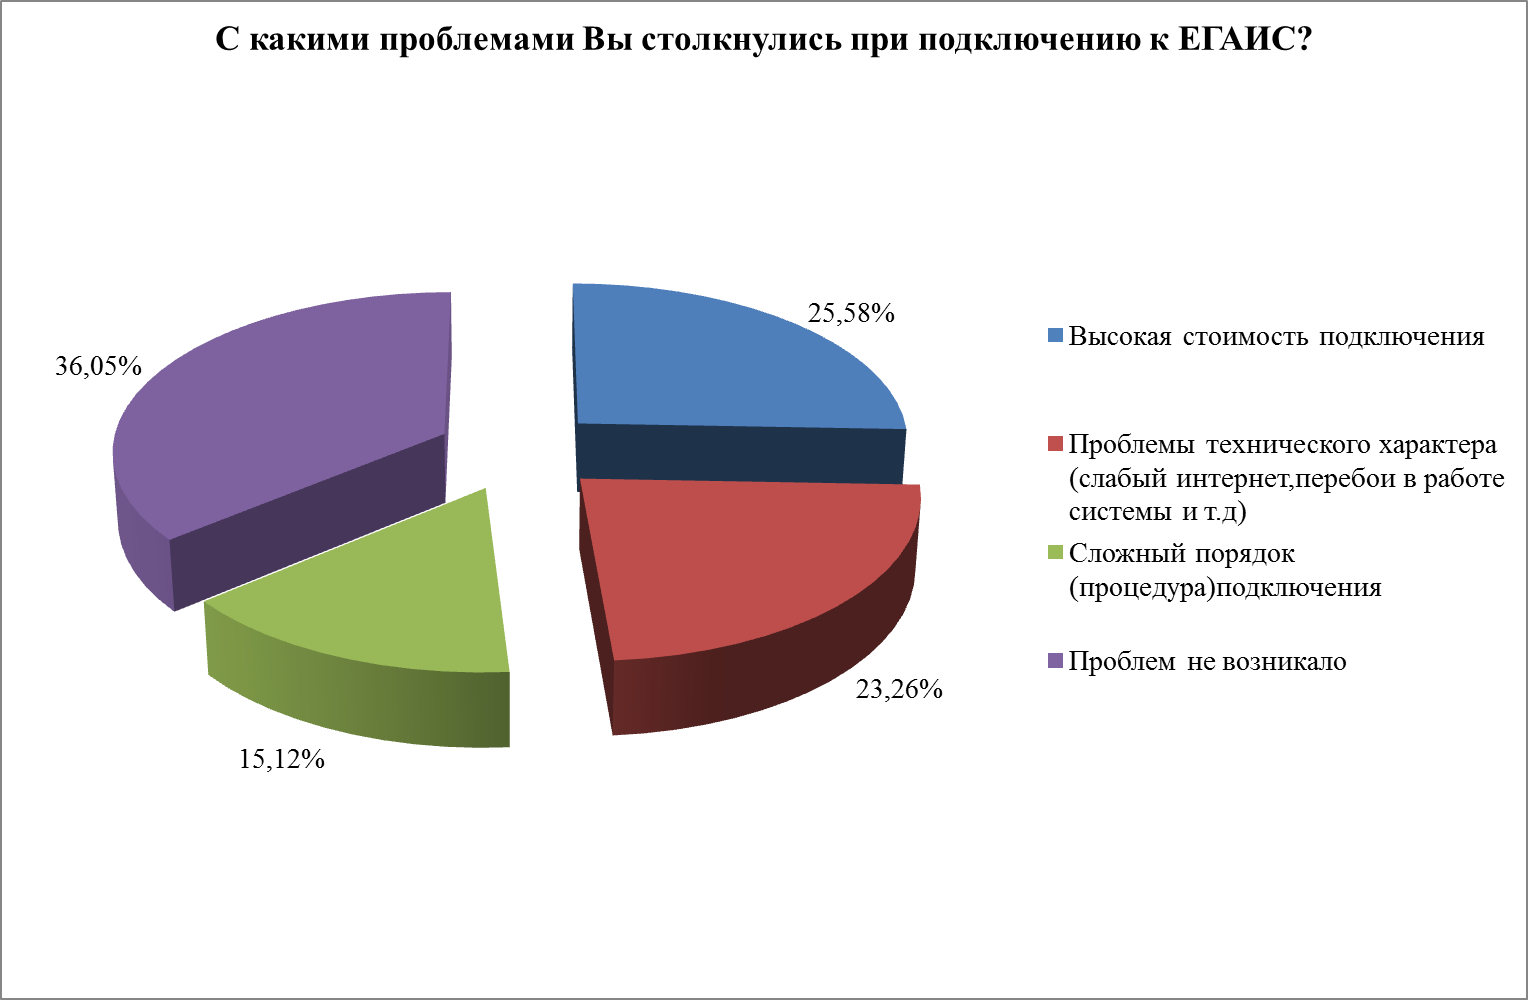 С какими проблемами Вы столкнулись при подключению к ЕГАИС?
25,58%
36,05%
23,26%
15,12%
Высокая стоимость подключения
Проблемы технического характера
(слабый интернет,перебои в работе
системы и т.д)
Сложный порядок
(процедура)подключения
Проблем не возникало